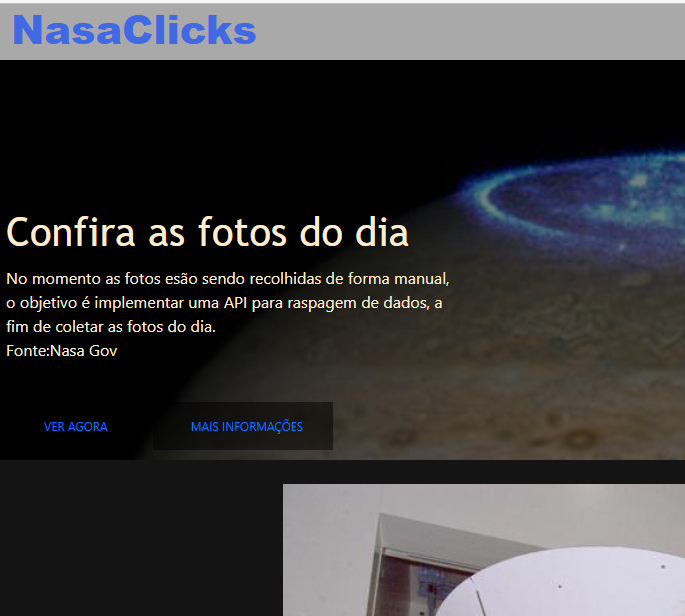 NasaClicks
Confira as fotos do dia
No momento as fotos esão sendo recolhidas de forma manual,
o objetivo é implementar uma API para raspagem de dados, a
fim de coletar as fotos do dia.
Fonte:Nasa Gov
VER AGORA
MAIS INFORMAÇÕES